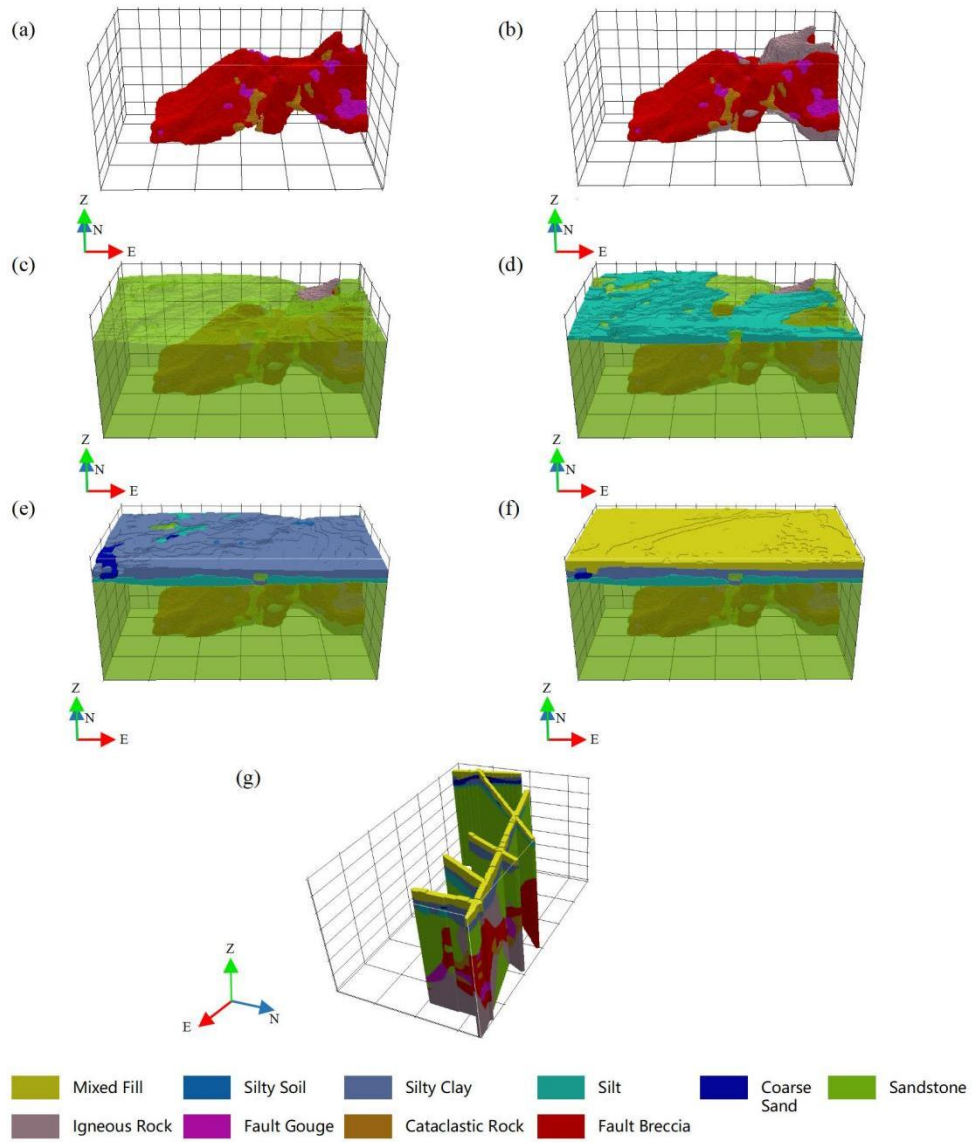 (a)
(b)
Z
N
E
Z
N
E
(c)
(d)
Z
N
E
Z
N
E
(e)
(f)
Z
N
E
Z
N
E
(g)
Z
E
N
Mixed Fill
Silty Soil
Silty Clay
Silt
Coarse
Sand
Sandstone
Igneous Rock
Fault Gouge
Cataclastic Rock
Fault Breccia